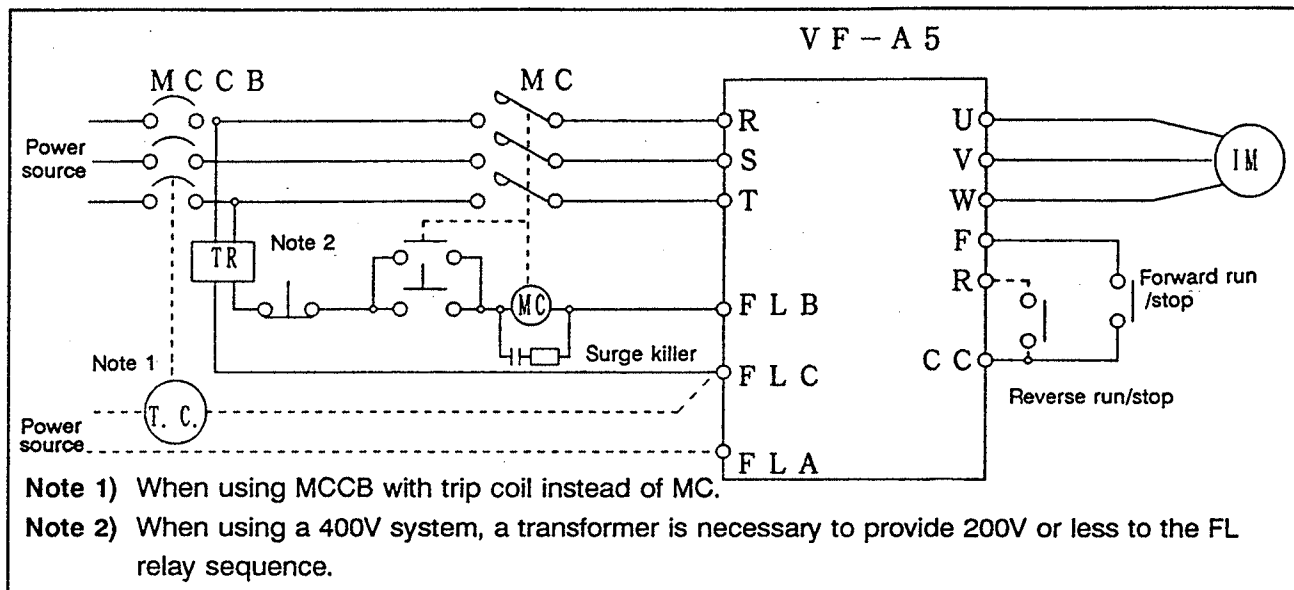 VF-A5
MCCB
MC
R
U
Power
source
S
V
IM
T
W
Note 2
TR
F
R
Forward run
/stop
MC
FLB
Surge killer
Note 1
FLC
CC
Reverse run/stop
T. C.
Power
source
FLA
Note 1) When using MCCB with trip coil instead of MC.
Note 2) When using a 400V system, a transformer is necessary to provide 200V or less to the FL
relay sequence.